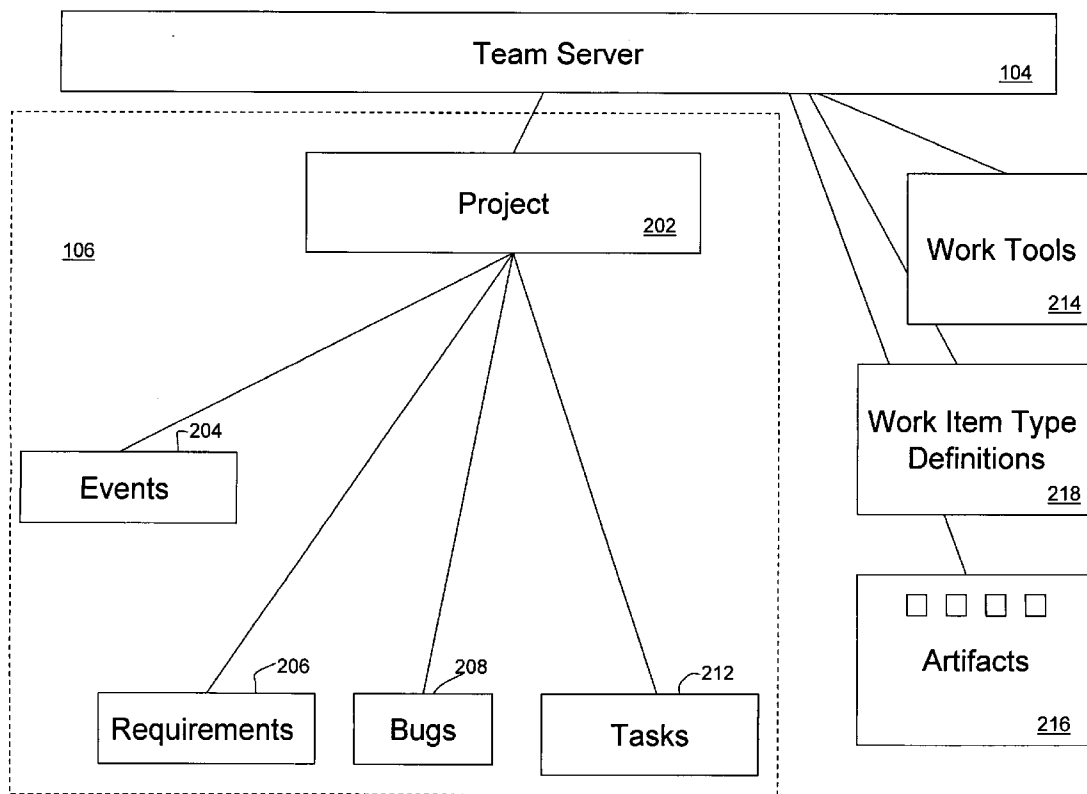 Team Server
104
Project
202
106
Work Tools
214
204
Events
Work Item Type
Definitions
218
206
208
212
Requirements
Bugs
Tasks
Artifacts
216